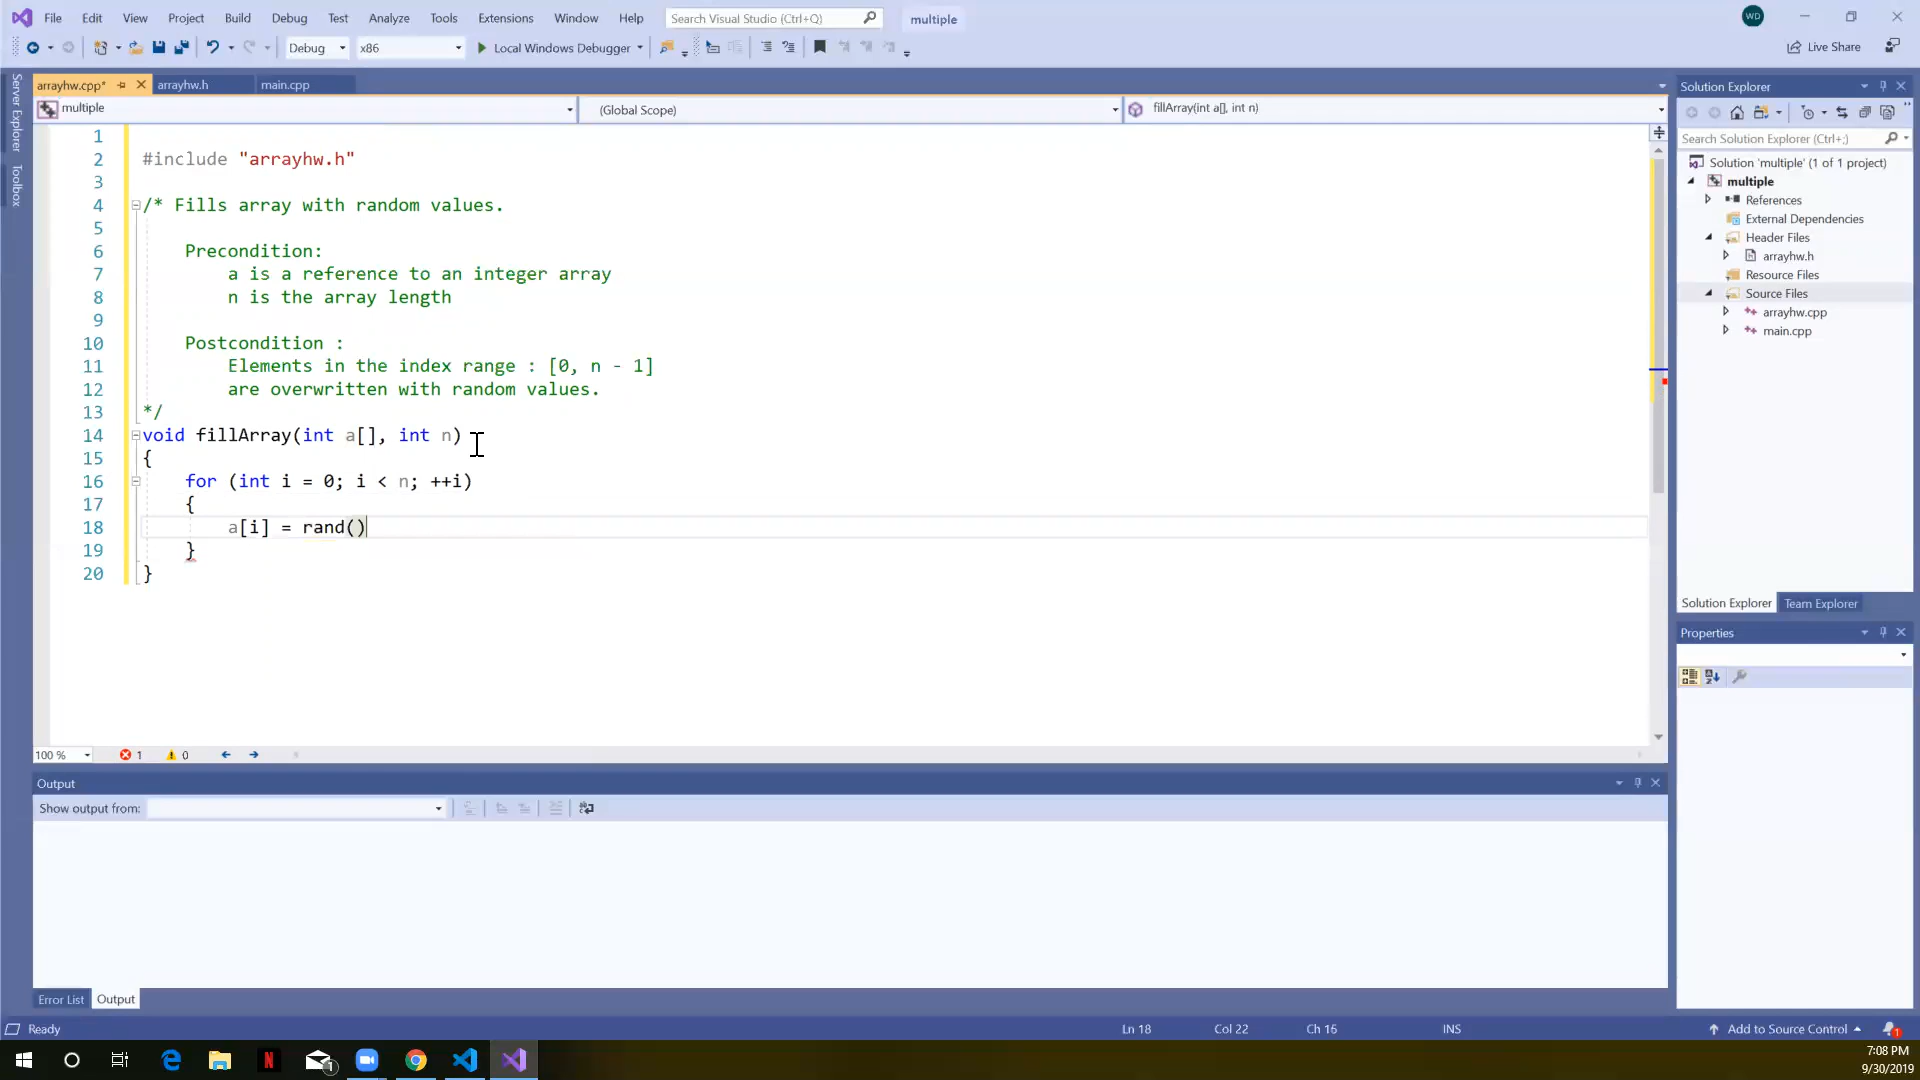 File Edit View Project Build Debug Test Analyze Tools Extensions Window Help Search Visual Studio (Ctrl+Q) multiple WD
Debug x86 Local Windows Debugger Live Share
Server Explorer
Toolbox
arrayhw.cpp* arrayhw.h main.cpp
multiple (Global Scope) fillArray(int a[], int n)
1
2 #include "arrayhw.h"
3
4 /* Fills array with random values.
5
6 Precondition:
7 a is a reference to an integer array
8 n is the array length
9
10 Postcondition :
11 Elements in the index range : [0, n - 1]
12 are overwritten with random values.
13 */
14 void fillArray(int a[], int n)
15 {
16 for (int i = 0; i < n; ++i)
17 {
18 a[i] = rand()
19 }
20 }
100 % 1 0
Solution Explorer
Search Solution Explorer (Ctrl+;)
Solution 'multiple' (1 of 1 project)
multiple
References
External Dependencies
Header Files
arrayhw.h
Resource Files
Source Files
arrayhw.cpp
main.cpp
Solution Explorer Team Explorer
Properties
Output
Show output from:
Error List Output
Ready Ln 18 Col 22 Ch 16 INS Add to Source Control 1
7:08 PM
9/30/2019